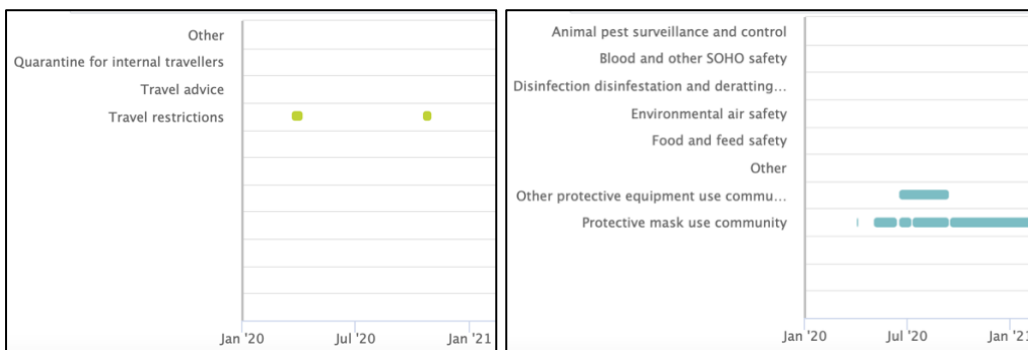 Other
Quarantine for internal travellers
Travel advice
Travel restrictions
Jan '20
Jul '20
Jan '21
Animal pest surveillance and control
Blood and other SOHO safety
Disinfection disinfestation and deratting…
Environmental air safety
Food and feed safety
Other
Other protective equipment use commu…
Protective mask use community
Jan '20
Jul '20
Jan '21